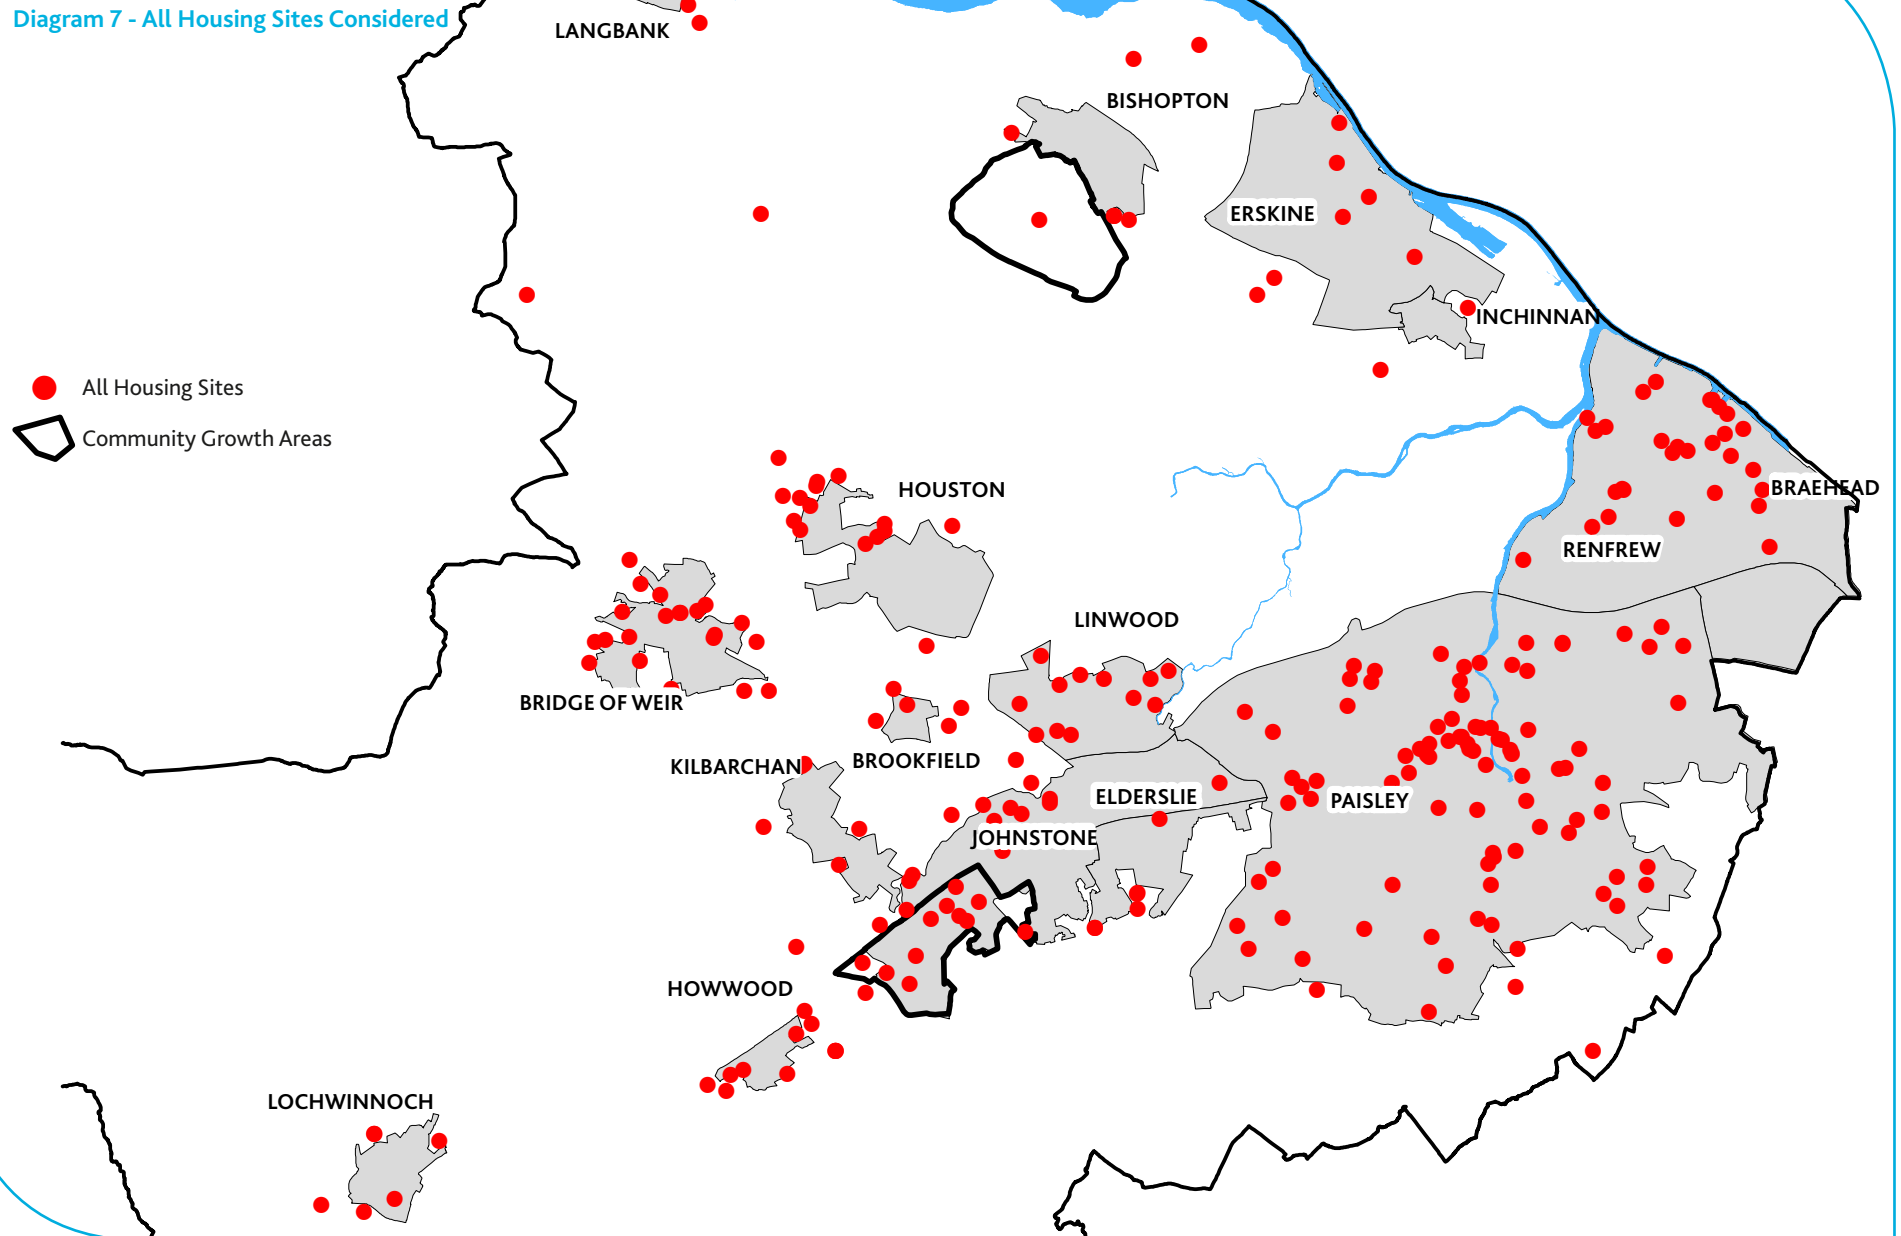 Diagram 7 - All Housing Sites Considered
LANGBANK
BISHOPTON
ERSKINE
INCHINNAN
All Housing Sites
Community Growth Areas
HOUSTON
BRAEHEAD
RENFREW
LINWOOD
BRIDGE OF WEIR
BROOKFIELD
KILBARCHAN
ELDERSLIE
PAISLEY
JOHNSTONE
HOWWOOD
LOCHWINNOCH